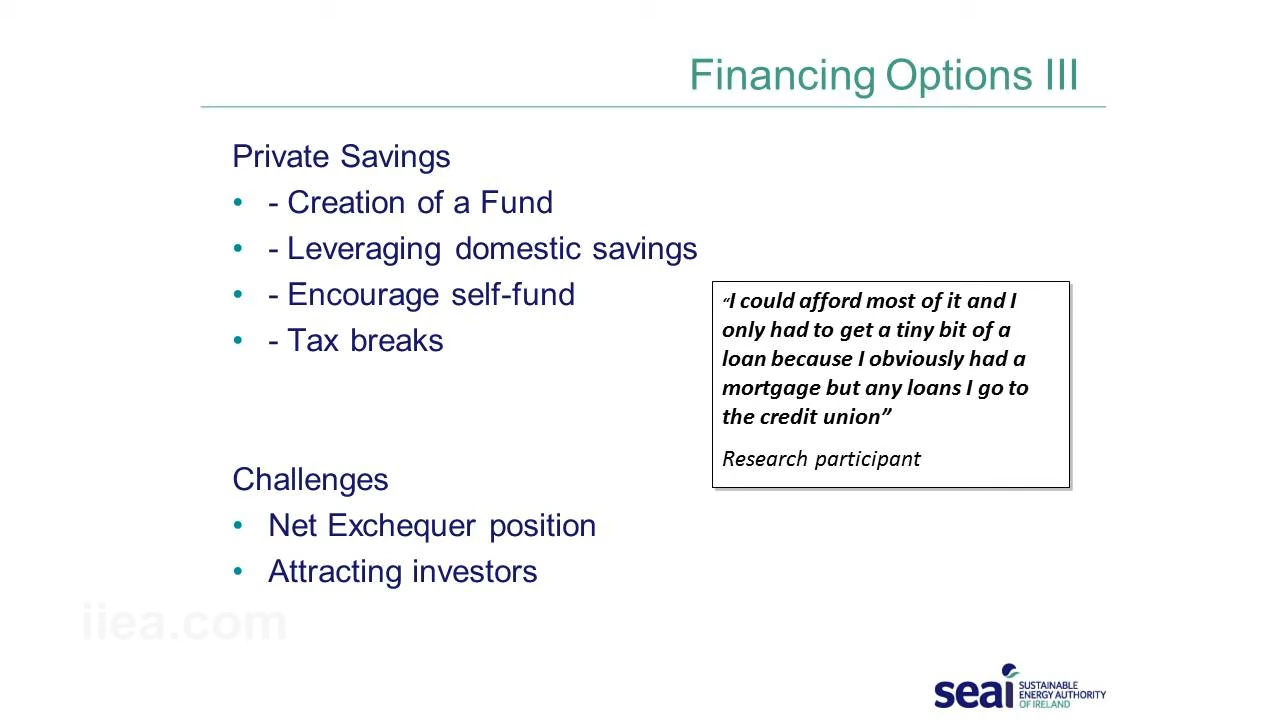 Financing Options III
Private Savings
• - Creation of a Fund
• - Leveraging domestic savings
• - Encourage self-fund
• - Tax breaks
“I could afford most of it and I
only had to get a tiny bit of a
loan because I obviously had a
mortgage but any loans I go to
the credit union”
Research participant
Challenges
• Net Exchequer position
• Attracting investors
iiea.com
seai SUSTAINABLE
ENERGY AUTHORITY
OF IRELAND